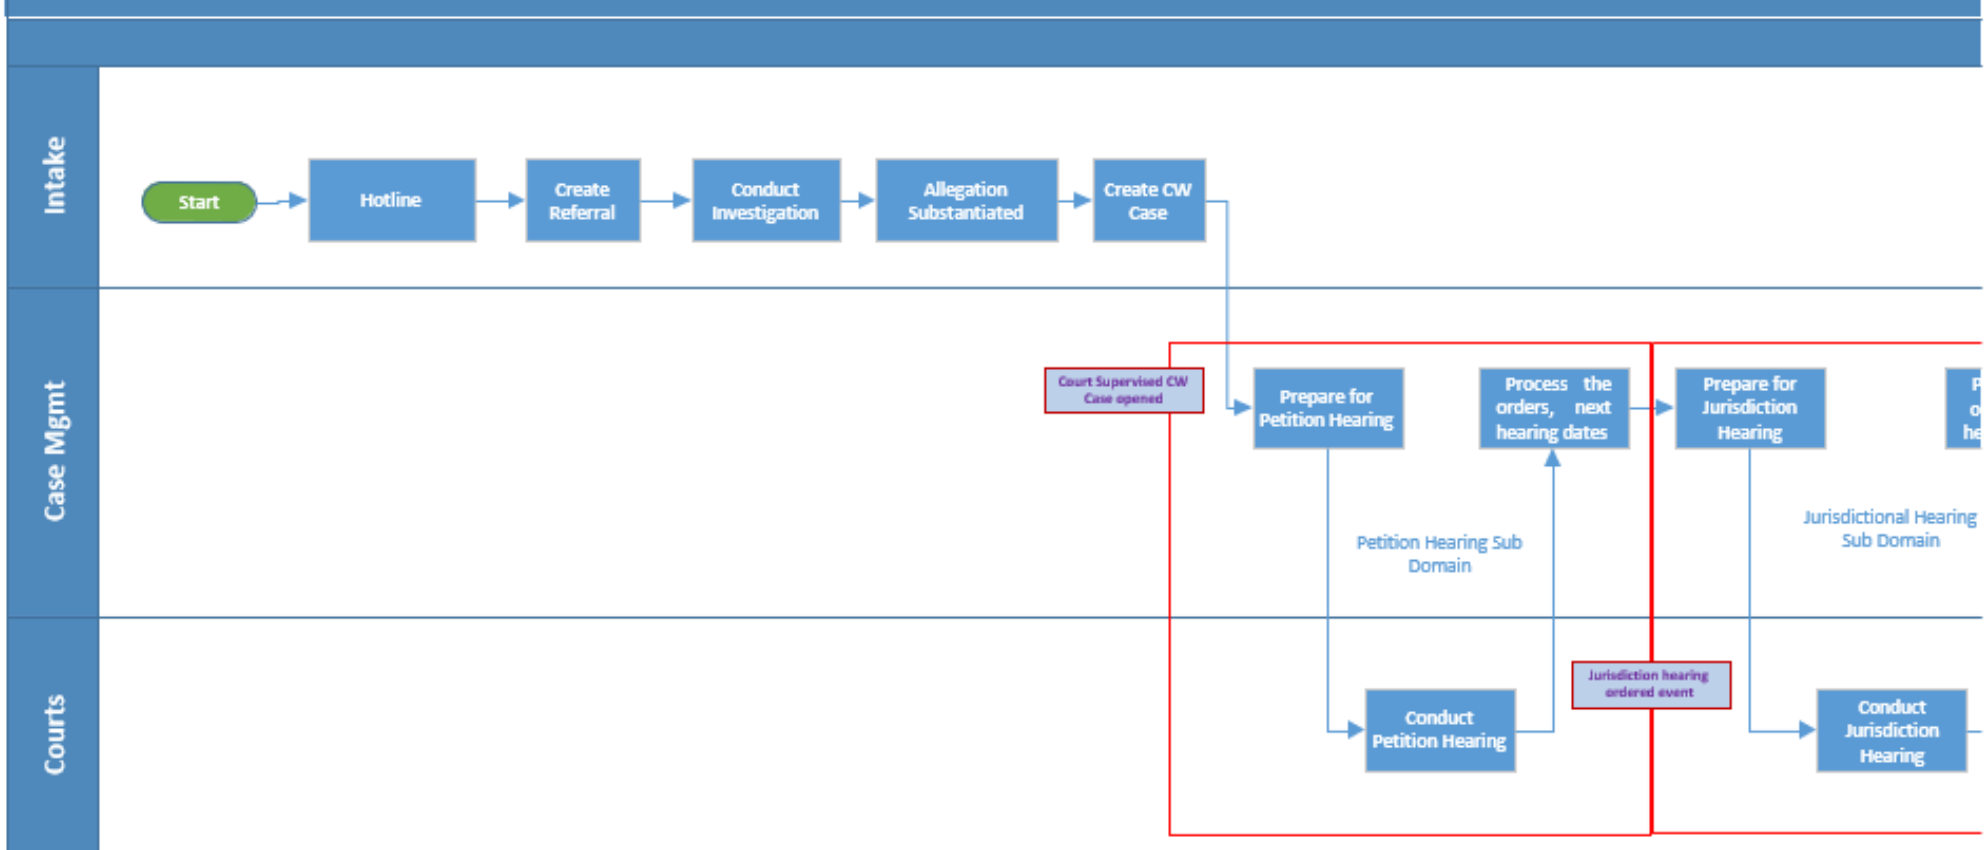 Intake
Start
Hotline
Create
Referral
Conduct
Investigation
Allegation
Substantiated
Create CW
Case
Case Mgmt
Court Supervised CW
Case opened
Prepare for
Petition Hearing
Process the
orders, next
hearing dates
Prepare for
Jurisdiction
Hearing
P
o
he
Petition Hearing Sub
Domain
Jurisdictional Hearing
Sub Domain
Courts
Conduct
Petition Hearing
Jurisdiction hearing
ordered event
Conduct
Jurisdiction
Hearing